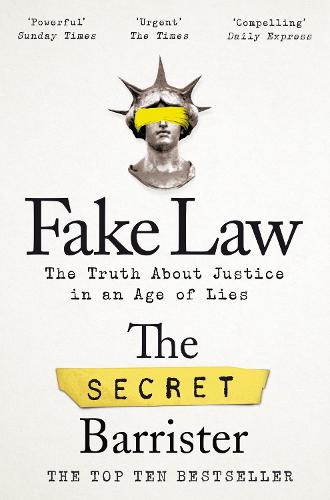 ‘Powerful’ ‘Urgent’ ‘Compelling’
Sunday Times The Times Daily Express
Fake Law
The Truth About Justice
in an Age of Lies
The
SECRET
Barrister
THE TOP TEN BESTSELLER